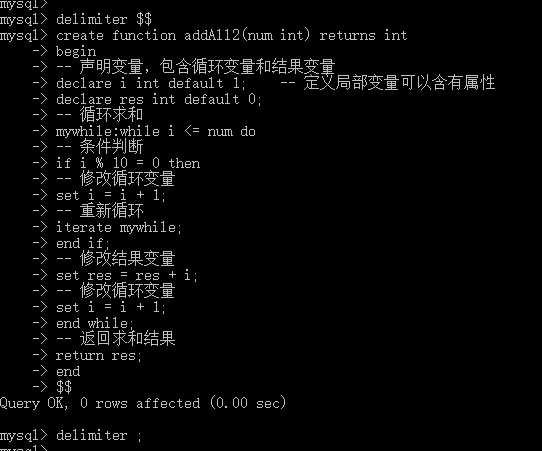 mysql>
mysql> delimiter $$
mysql> create function addA112(num int) returns int
-> begin
-> -- 声明变量，包含循环变量和结果变量
-> declare i int default 1;     -- 定义局部变量可以含有属性
-> declare res int default 0;
-> -- 循环求和
-> mywhile:while i <= num do
-> -- 条件判断
-> if i % 10 = 0 then
-> -- 修改循环变量
-> set i = i + 1;
-> -- 重新循环
-> iterate mywhile;
-> end if;
-> -- 修改结果变量
-> set res = res + i;
-> -- 修改循环变量
-> set i = i + 1;
-> end while;
-> -- 返回求和结果
-> return res;
-> end
-> $$
Query OK, 0 rows affected (0.00 sec)
mysql> delimiter ;
mysql>